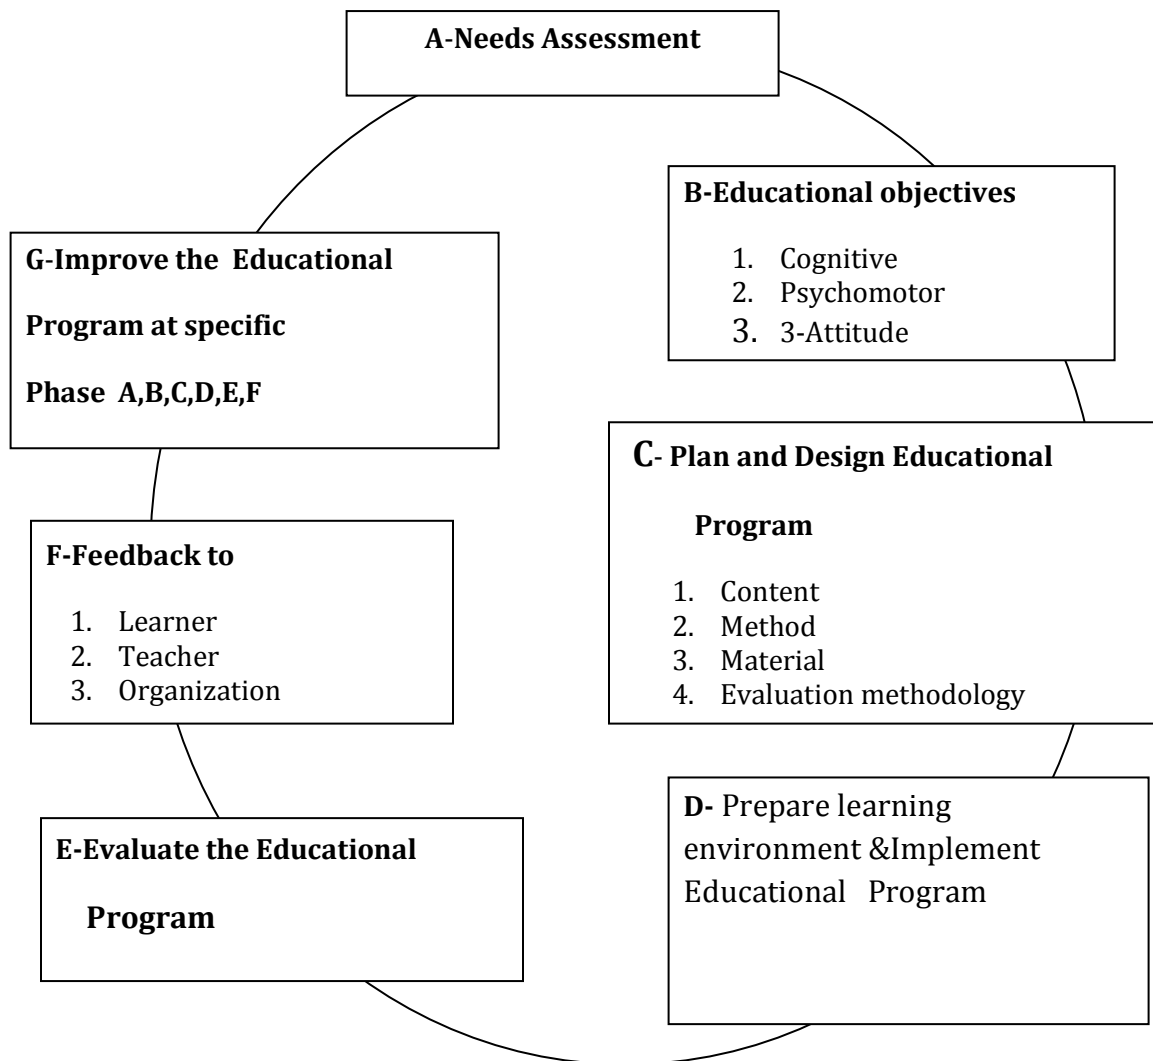 A-Needs Assessment
B-Educational objectives
1. Cognitive
2. Psychomotor
3. 3-Attitude
C- Plan and Design Educational
Program
1. Content
2. Method
3. Material
4. Evaluation methodology
D- Prepare learning
environment &Implement
Educational Program
E-Evaluate the Educational
Program
F-Feedback to
1. Learner
2. Teacher
3. Organization
G-Improve the Educational
Program at specific
Phase A,B,C,D,E,F